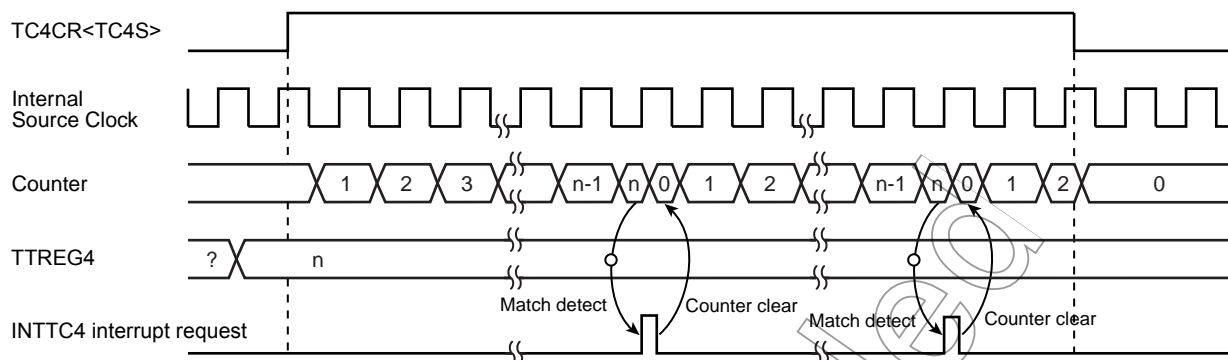 TC4CR<TC4S>
Internal
Source Clock
Counter
1 2 3 n-1 n 0 1 2 n-1 n 0 1 2 0
TTREG4
? n
Match detect Counter clear Match detect Counter clear
INTTC4 interrupt request